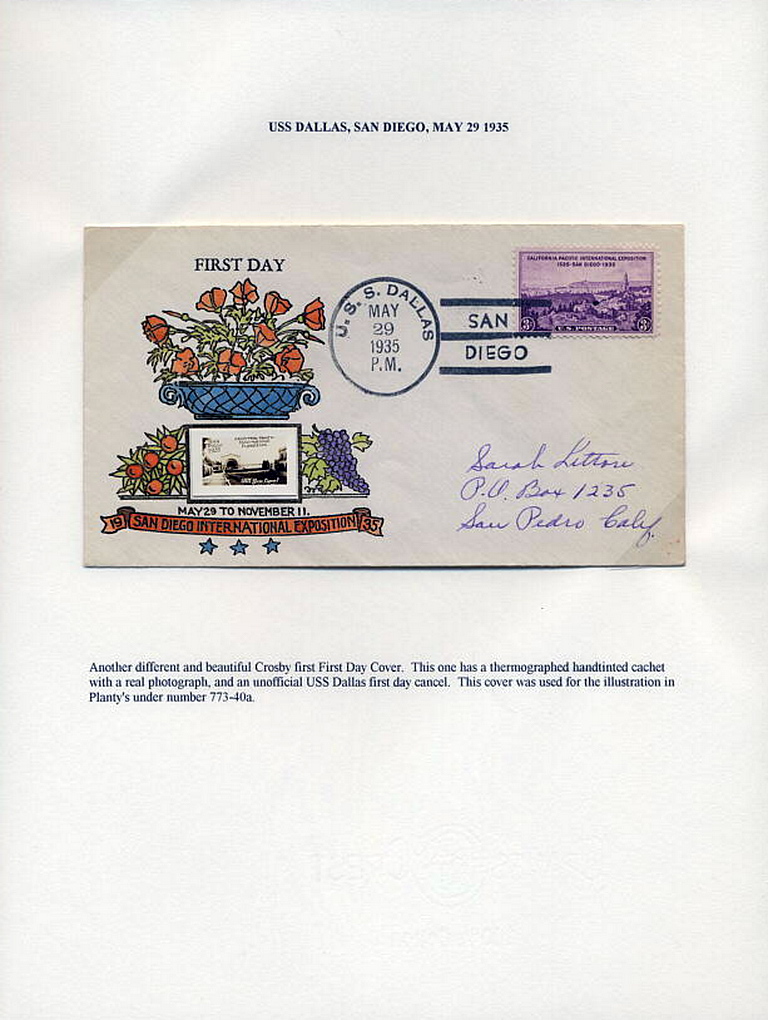 USS DALLAS, SAN DIEGO, MAY 29 1935
FIRST DAY
U.S.S. DALLAS
MAY
29
1935
P.M.
SAN
DIEGO
CALIFORNIA PACIFIC INTERNATIONAL EXPOSITION
1535-SAN DIEGO-1935
3¢ U.S. POSTAGE 3¢
Sarah
P.O. Box 1235
San Pedro Calif.
MAY 29 TO NOVEMBER 11.
19 SAN DIEGO INTERNATIONAL EXPOSITION 35
Another different and beautiful Crosby first First Day Cover. This one has a thermographed handtinted cachet
with a real photograph, and an unofficial USS Dallas first day cancel. This cover was used for the illustration in
Planty's under number 773-40a.